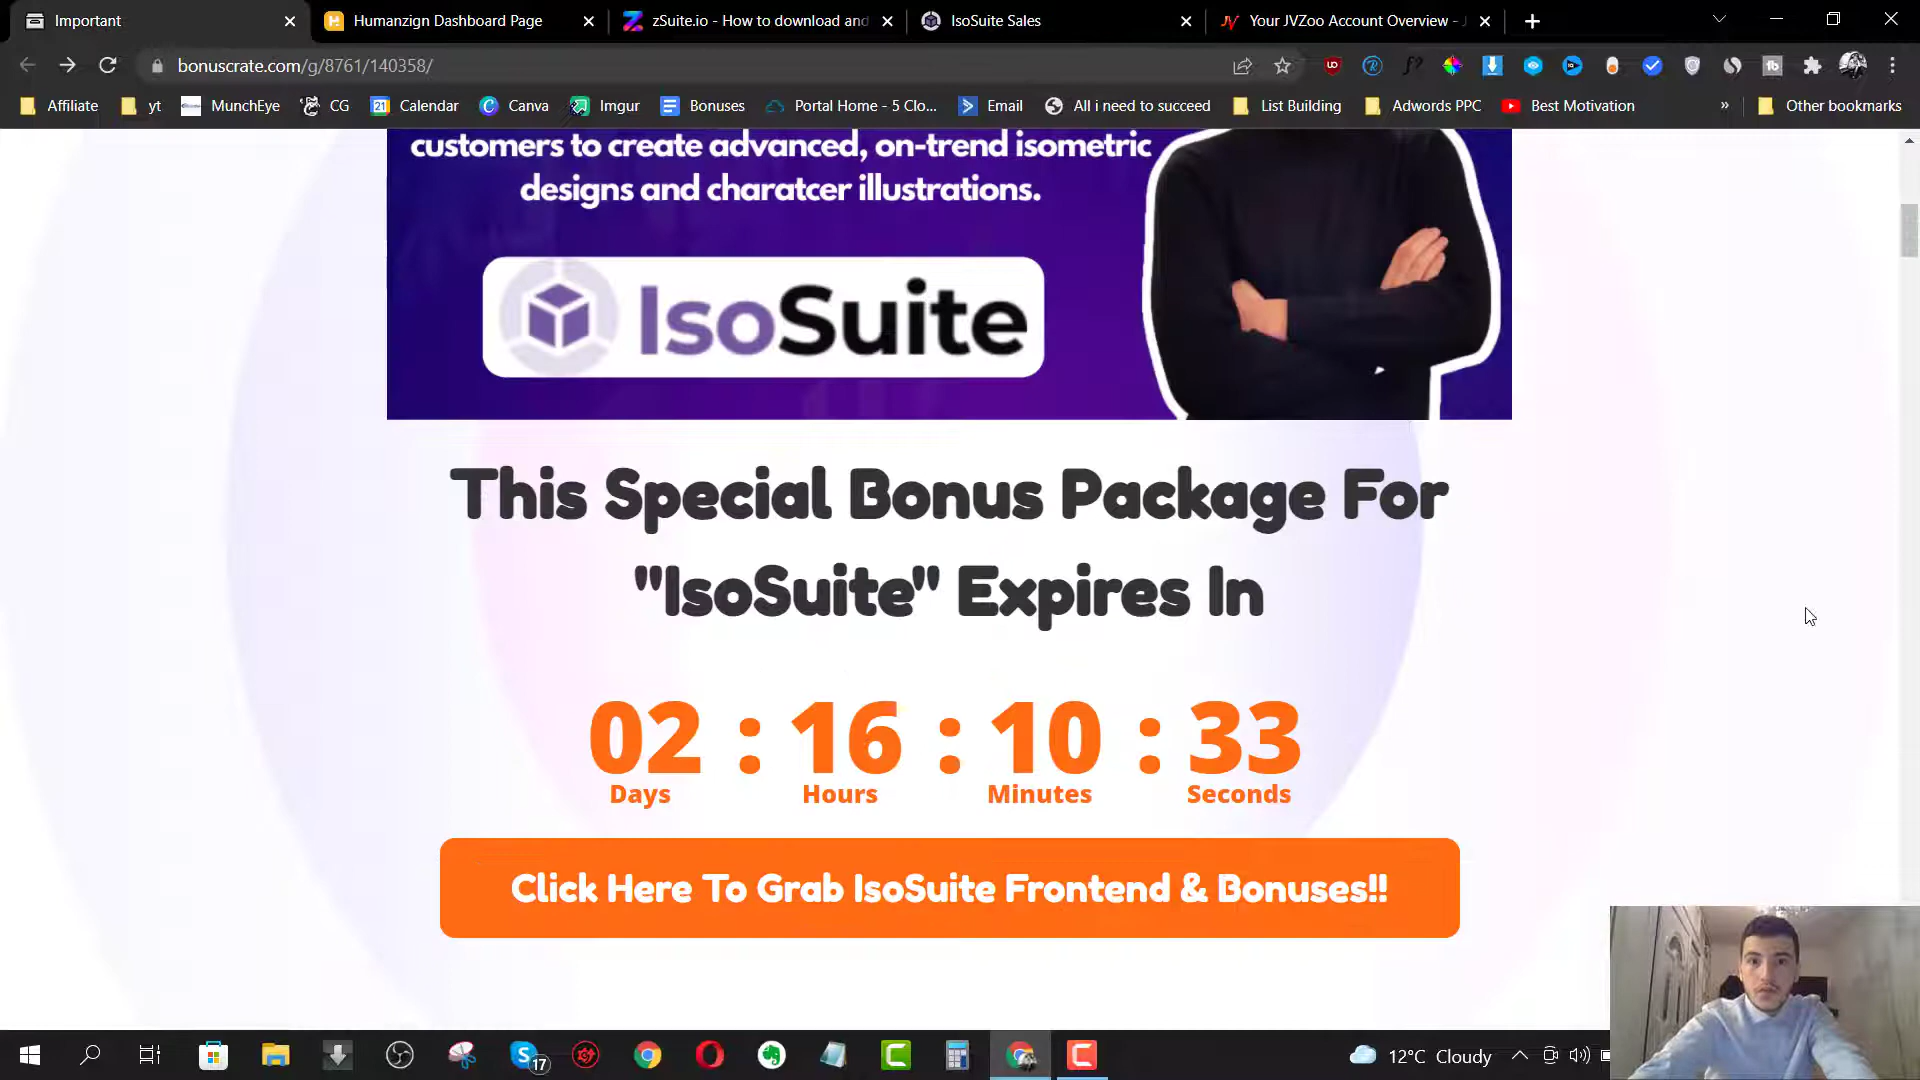 Important
Humanzign Dashboard Page
zSuite.io - How to download and
IsoSuite Sales
Your JVZoo Account Overview - J
bonuscrate.com/g/8761/140358/
Affiliate
yt
MunchEye
CG
Calendar
Canva
Imgur
Bonuses
Portal Home - 5 Clo...
Email
All i need to succeed
List Building
Adwords PPC
Best Motivation
»
Other bookmarks
customers to create advanced, on-trend isometric
designs and charatcer illustrations.
IsoSuite
This Special Bonus Package For
"IsoSuite" Expires In
02 : 16 : 10 : 33
Days Hours Minutes Seconds
Click Here To Grab IsoSuite Frontend & Bonuses!!
17
12°C Cloudy